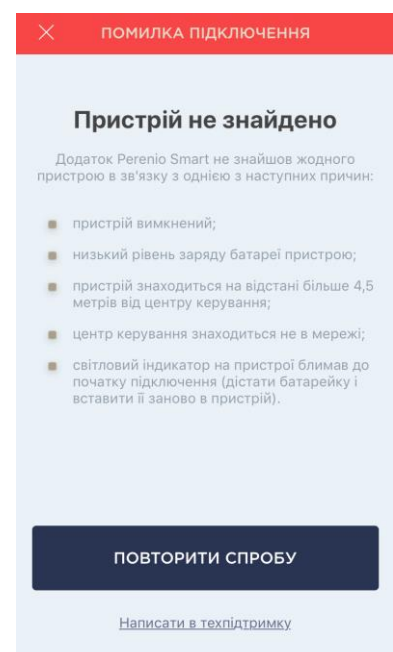 ПОМИЛКА ПІДКЛЮЧЕННЯ
Пристрій не знайдено
Додаток Perenio Smart не знайшов жодного
пристрою в зв'язку з однією з наступних причин:
пристрій вимкнений;
низький рівень заряду батареї пристрою;
пристрій знаходиться на відстані більше 4,5
метрів від центру керування;
центр керування знаходиться не в мережі;
світловий індикатор на пристрої блимав до
початку підключення (дістати батарейку і
вставити її заново в пристрій).
ПОВТОРИТИ СПРОБУ
Написати в техпідтримку